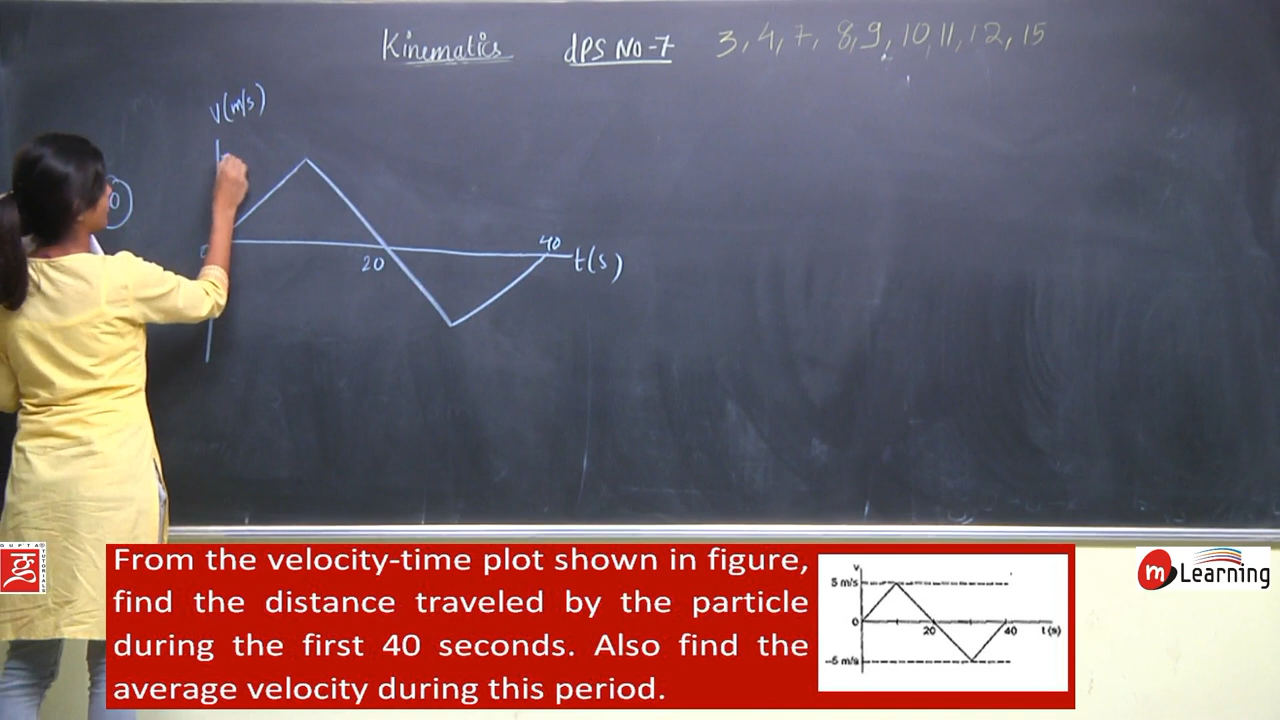 Kinematics dPS No-7 3, 4, 7, 8, 9, 10, 11, 12, 15
v(m/s)
40
20
t(s)
From the velocity-time plot shown in figure,
find the distance traveled by the particle
during the first 40 seconds. Also find the
average velocity during this period.
v
5 m/s
0
20
40
t(s)
-5 m/s
GUPTA
TUTORIALS
m Learning